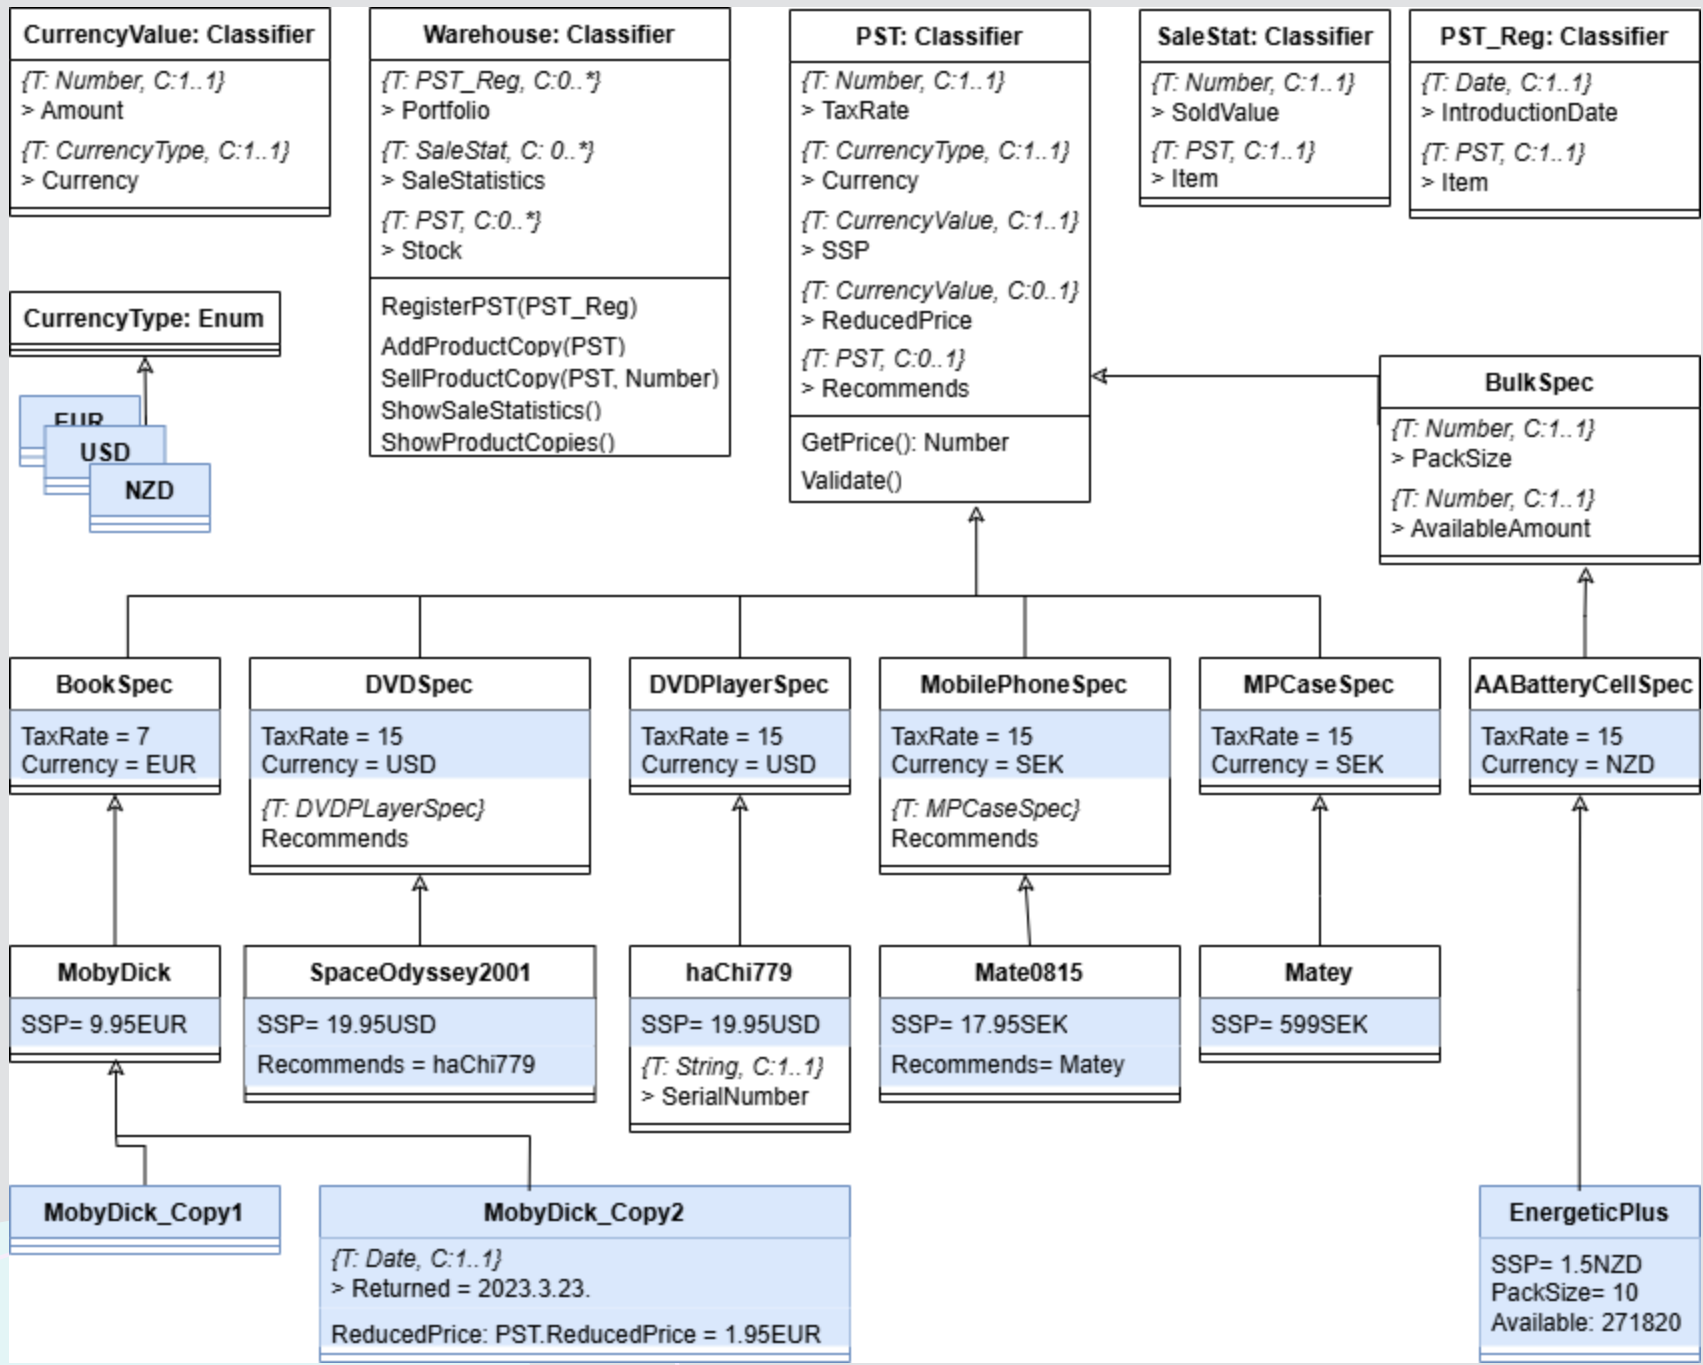 CurrencyValue: Classifier
{T: Number, C:1..1}
> Amount
{T: CurrencyType, C:1..1}
> Currency
Warehouse: Classifier
{T: PST_Reg, C:0..*}
> Portfolio
{T: SaleStat, C: 0..*}
> SaleStatistics
{T: PST, C:0..*}
> Stock
RegisterPST(PST_Reg)
AddProductCopy(PST)
SellProductCopy(PST, Number)
ShowSaleStatistics()
ShowProductCopies()
PST: Classifier
{T: Number, C:1..1}
> TaxRate
{T: CurrencyType, C:1..1}
> Currency
{T: CurrencyValue, C:1..1}
> SSP
{T: CurrencyValue, C:0..1}
> ReducedPrice
{T: PST, C:0..1}
> Recommends
GetPrice(): Number
Validate()
SaleStat: Classifier
{T: Number, C:1..1}
> SoldValue
{T: PST, C:1..1}
> Item
PST_Reg: Classifier
{T: Date, C:1..1}
> IntroductionDate
{T: PST, C:1..1}
> Item
CurrencyType: Enum
EUR
USD
NZD
BulkSpec
{T: Number, C:1..1}
> PackSize
{T: Number, C:1..1}
> AvailableAmount
BookSpec
TaxRate = 7
Currency = EUR
DVDSpec
TaxRate = 15
Currency = USD
{T: DVDPLayerSpec}
Recommends
DVDPlayerSpec
TaxRate = 15
Currency = USD
MobilePhoneSpec
TaxRate = 15
Currency = SEK
{T: MPCaseSpec}
Recommends
MPCaseSpec
TaxRate = 15
Currency = SEK
AABatteryCellSpec
TaxRate = 15
Currency = NZD
MobyDick
SSP= 9.95EUR
SpaceOdyssey2001
SSP= 19.95USD
Recommends = haChi779
haChi779
SSP= 19.95USD
{T: String, C:1..1}
> SerialNumber
Mate0815
SSP= 17.95SEK
Recommends= Matey
Matey
SSP= 599SEK
MobyDick_Copy1
MobyDick_Copy2
{T: Date, C:1..1}
> Returned = 2023.3.23.
ReducedPrice: PST.ReducedPrice = 1.95EUR
EnergeticPlus
SSP= 1.5NZD
PackSize= 10
Available: 271820